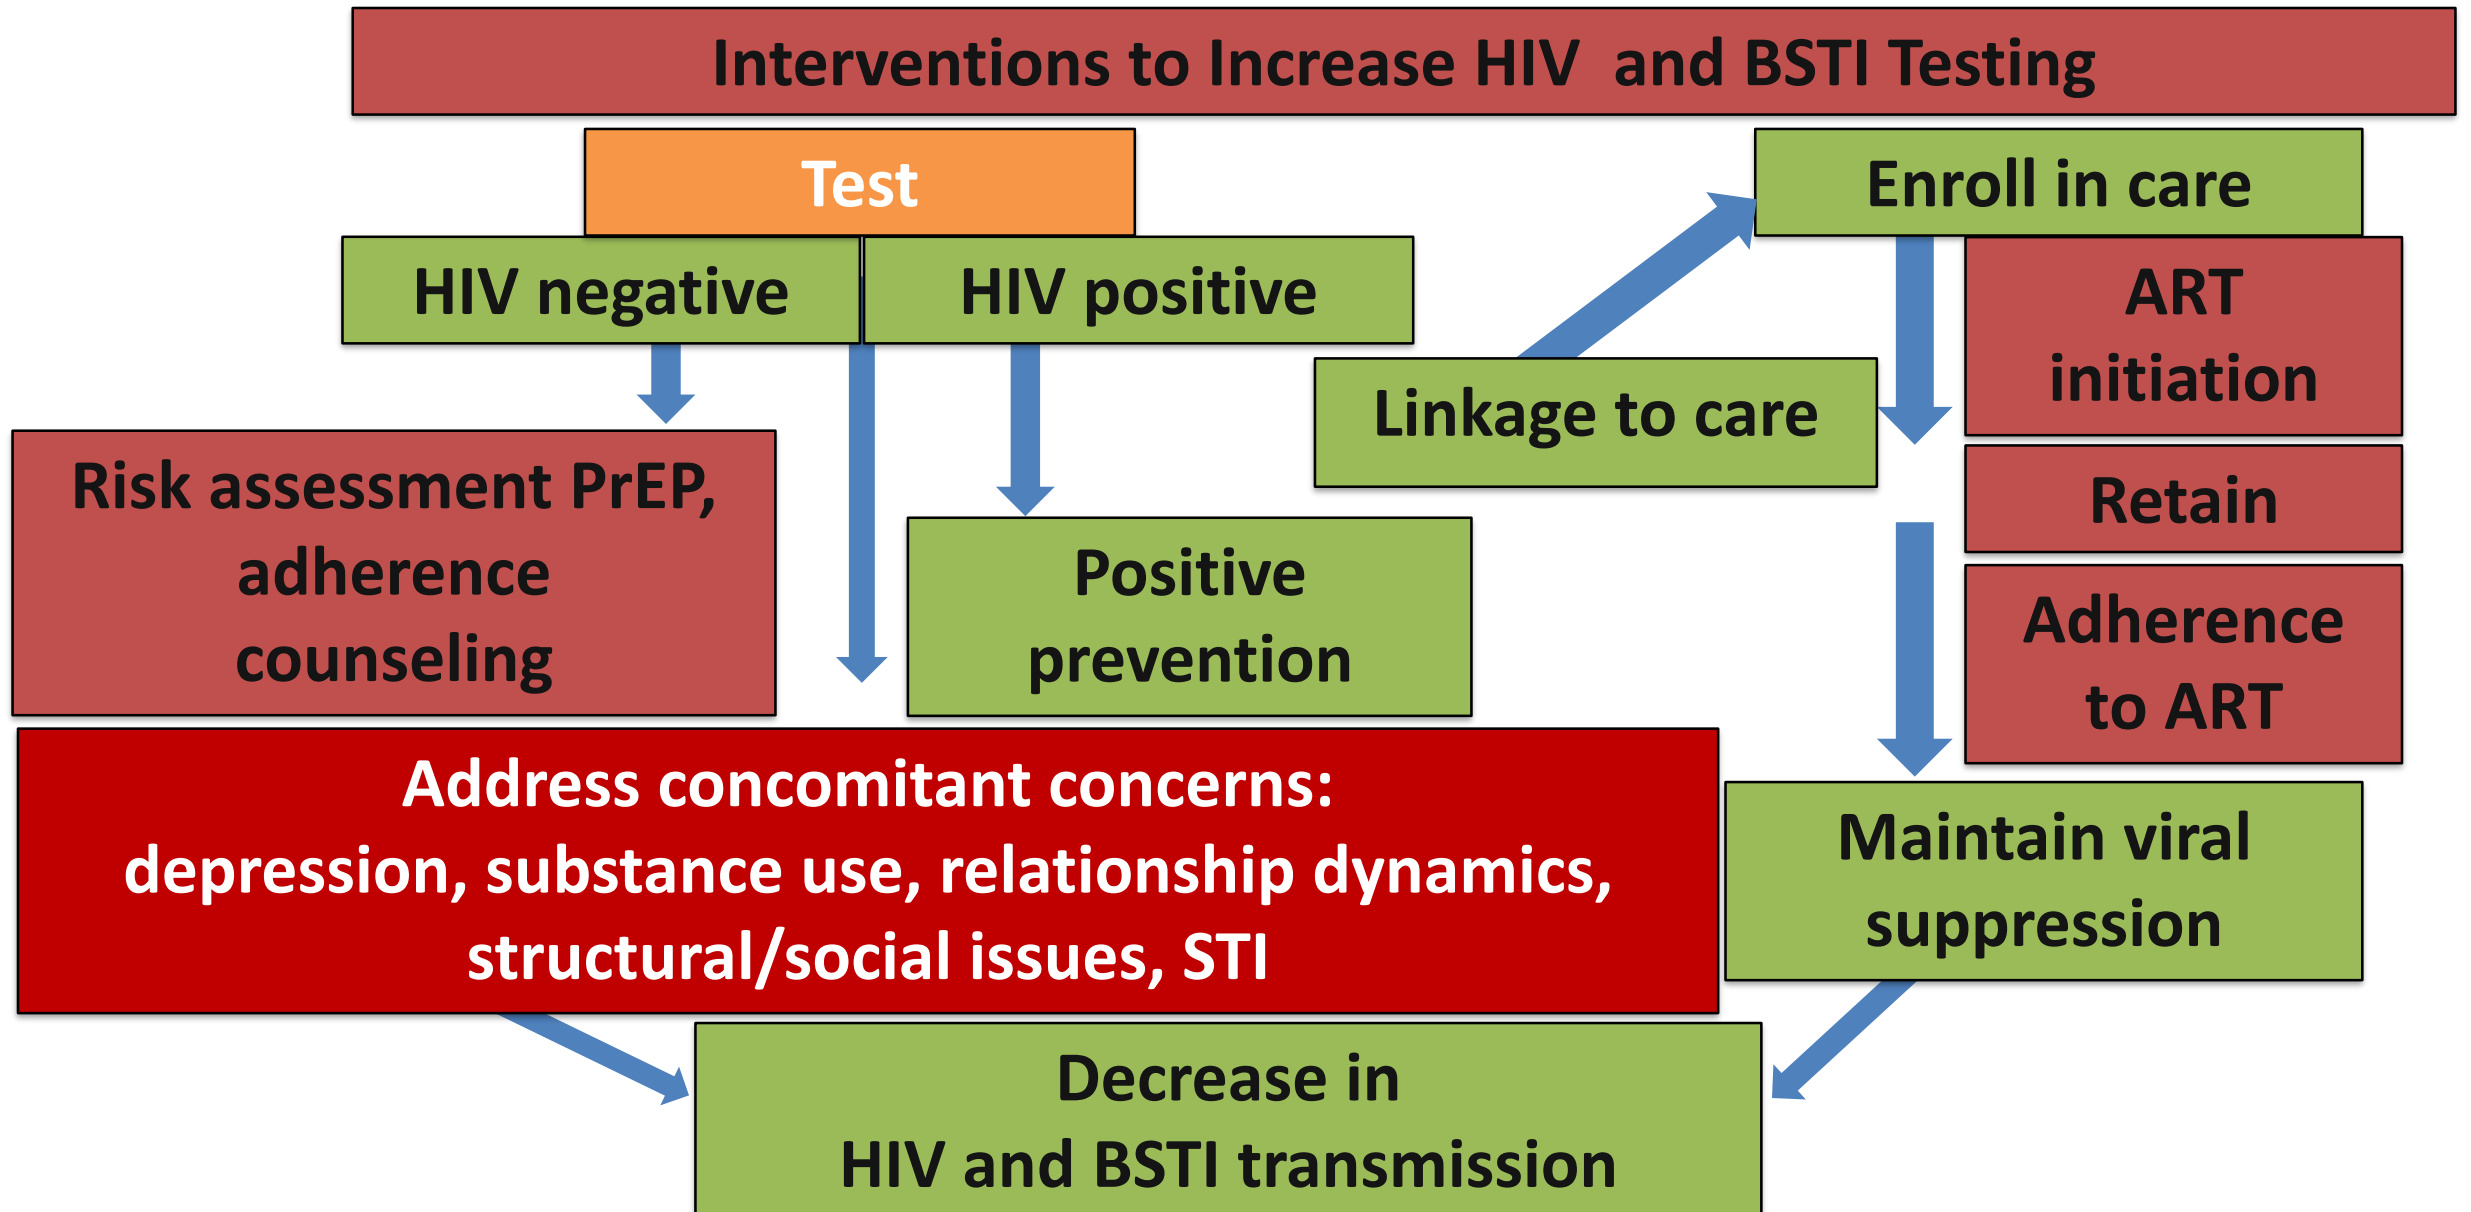 Interventions to Increase HIV  and BSTI Testing
Test
Enroll in care
HIV negative
HIV positive
ART
initiation
Linkage to care
Risk assessment PrEP,
adherence
counseling
Retain
Positive
prevention
Adherence
to ART
Address concomitant concerns:
depression, substance use, relationship dynamics,
structural/social issues, STI
Maintain viral
suppression
Decrease in
HIV and BSTI transmission